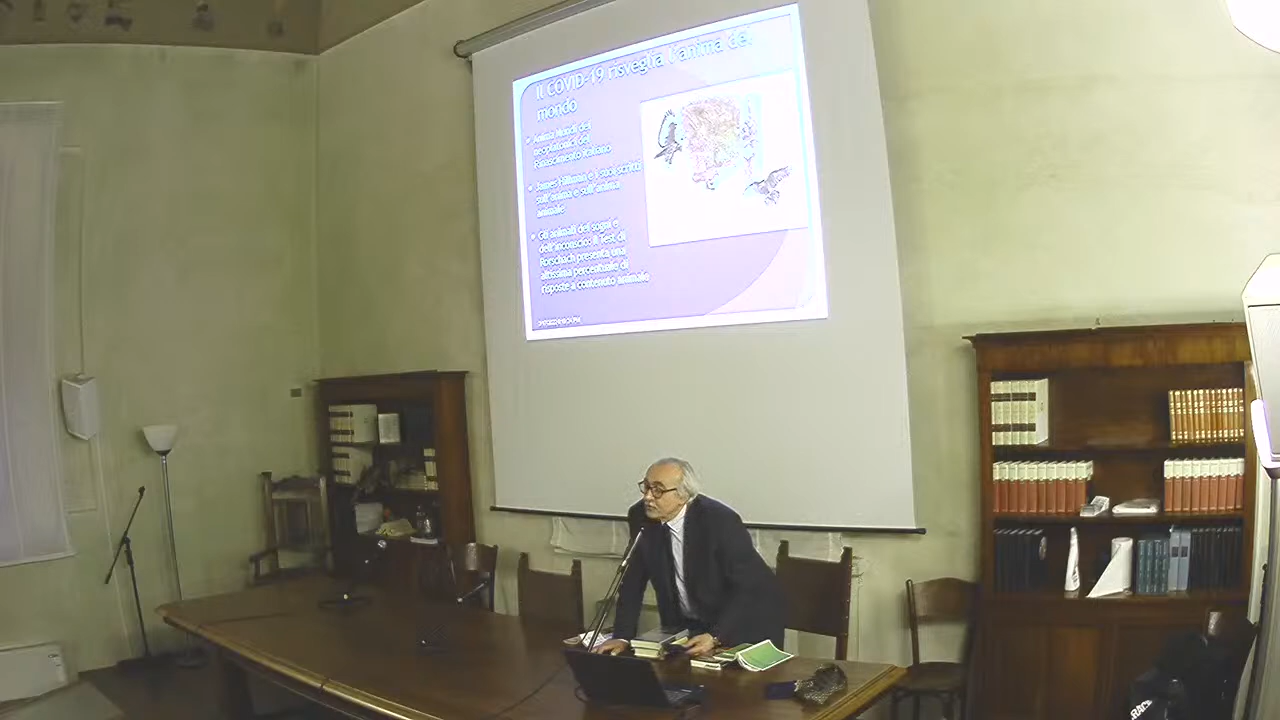 Il COVID-19 risveglia l'anima del
mondo
Anima Mundi dei
neoplatonici del
Rinascimento italiano
James Hillman e i suoi scritti
sull'anima e sull'anima
animale
Gli animali dei sogni e
dell'inconscio: Il Test di
Rorschach presenta una
altissima percentuale di
risposte a contenuto animale